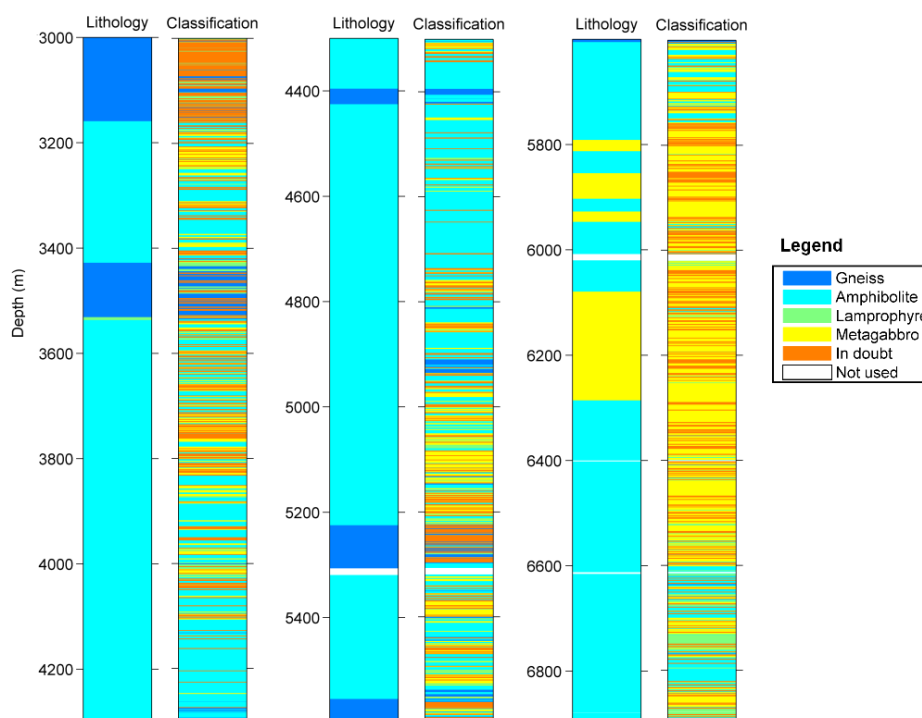 Lithology Classification
Lithology Classification
Lithology Classification
Depth (m)
3000
3200
3400
3600
3800
4000
4200
4400
4600
4800
5000
5200
5400
5800
6000
6200
6400
6600
6800
Legend
Gneiss
Amphibolite
Lamprophyre
Metagabbro
In doubt
Not used